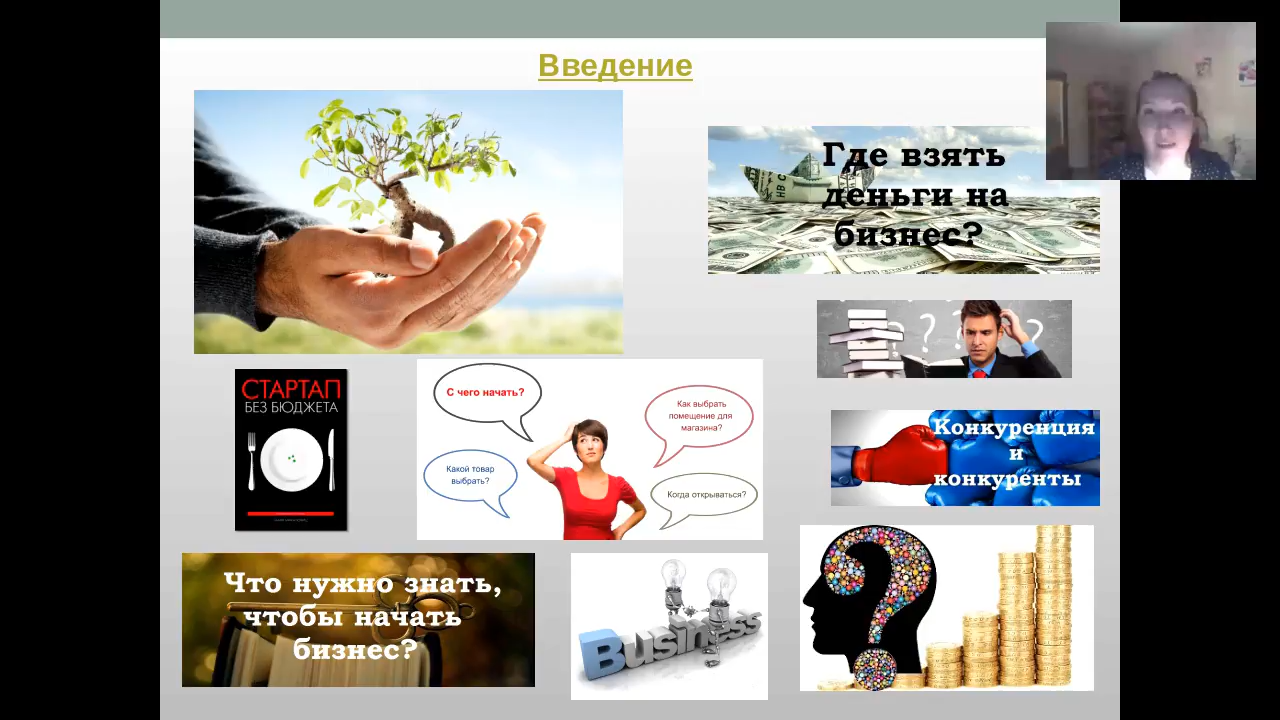 Введение
Где взять
деньги на
бизнес?
СТАРТАП
БЕЗ БЮДЖЕТА
С чего начать?
Как выбрать
помещение для
магазина?
Какой товар
выбрать?
Когда открываться?
Конкуренция
и
конкуренты
Что нужно знать,
чтобы начать
бизнес?
Business